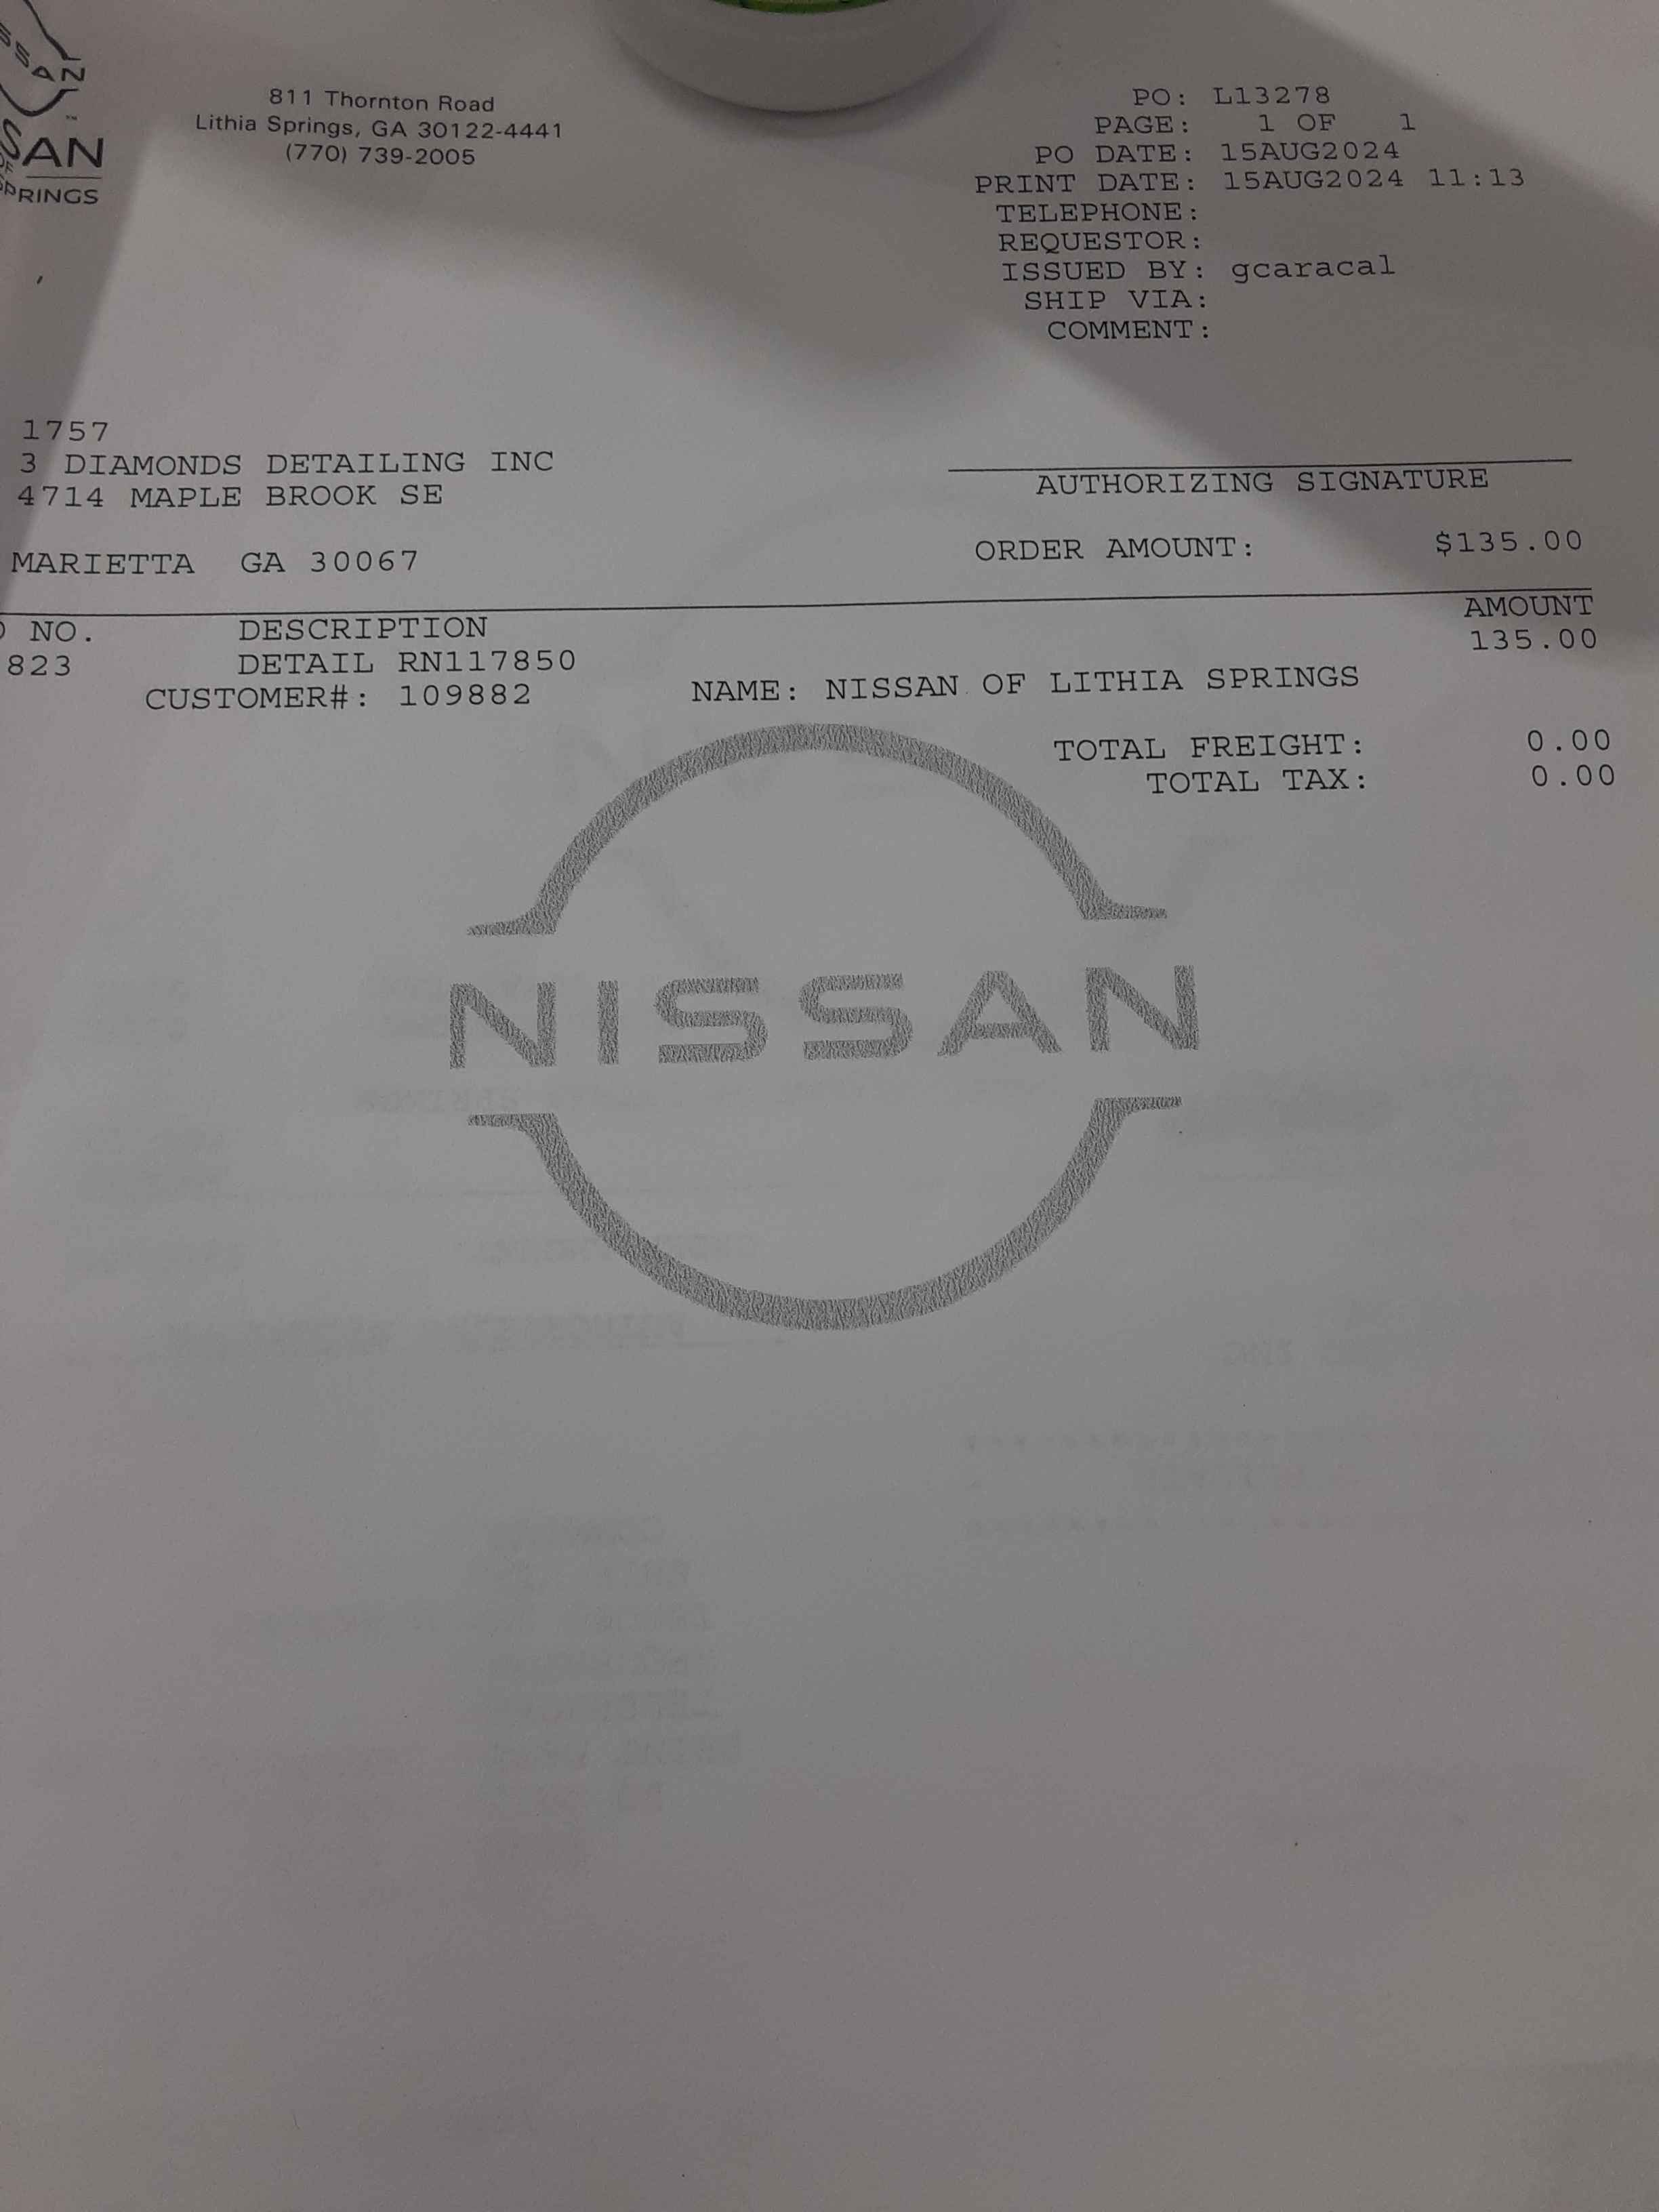 SSAN
SAN
OF
SPRINGS
811 Thornton Road
Lithia Springs, GA 30122-4441
(770) 739-2005
PO: L13278
PAGE: 1 OF 1
PO DATE: 15AUG2024
PRINT DATE: 15AUG2024 11:13
TELEPHONE:
REQUESTOR:
ISSUED BY: gcaracal
SHIP VIA:
COMMENT:
1757
3 DIAMONDS DETAILING INC
4714 MAPLE BROOK SE
MARIETTA GA 30067
AUTHORIZING SIGNATURE
ORDER AMOUNT: $135.00
NO. DESCRIPTION AMOUNT
823 DETAIL RN117850 135.00
CUSTOMER#: 109882 NAME: NISSAN OF LITHIA SPRINGS
TOTAL FREIGHT: 0.00
TOTAL TAX: 0.00
NISSAN